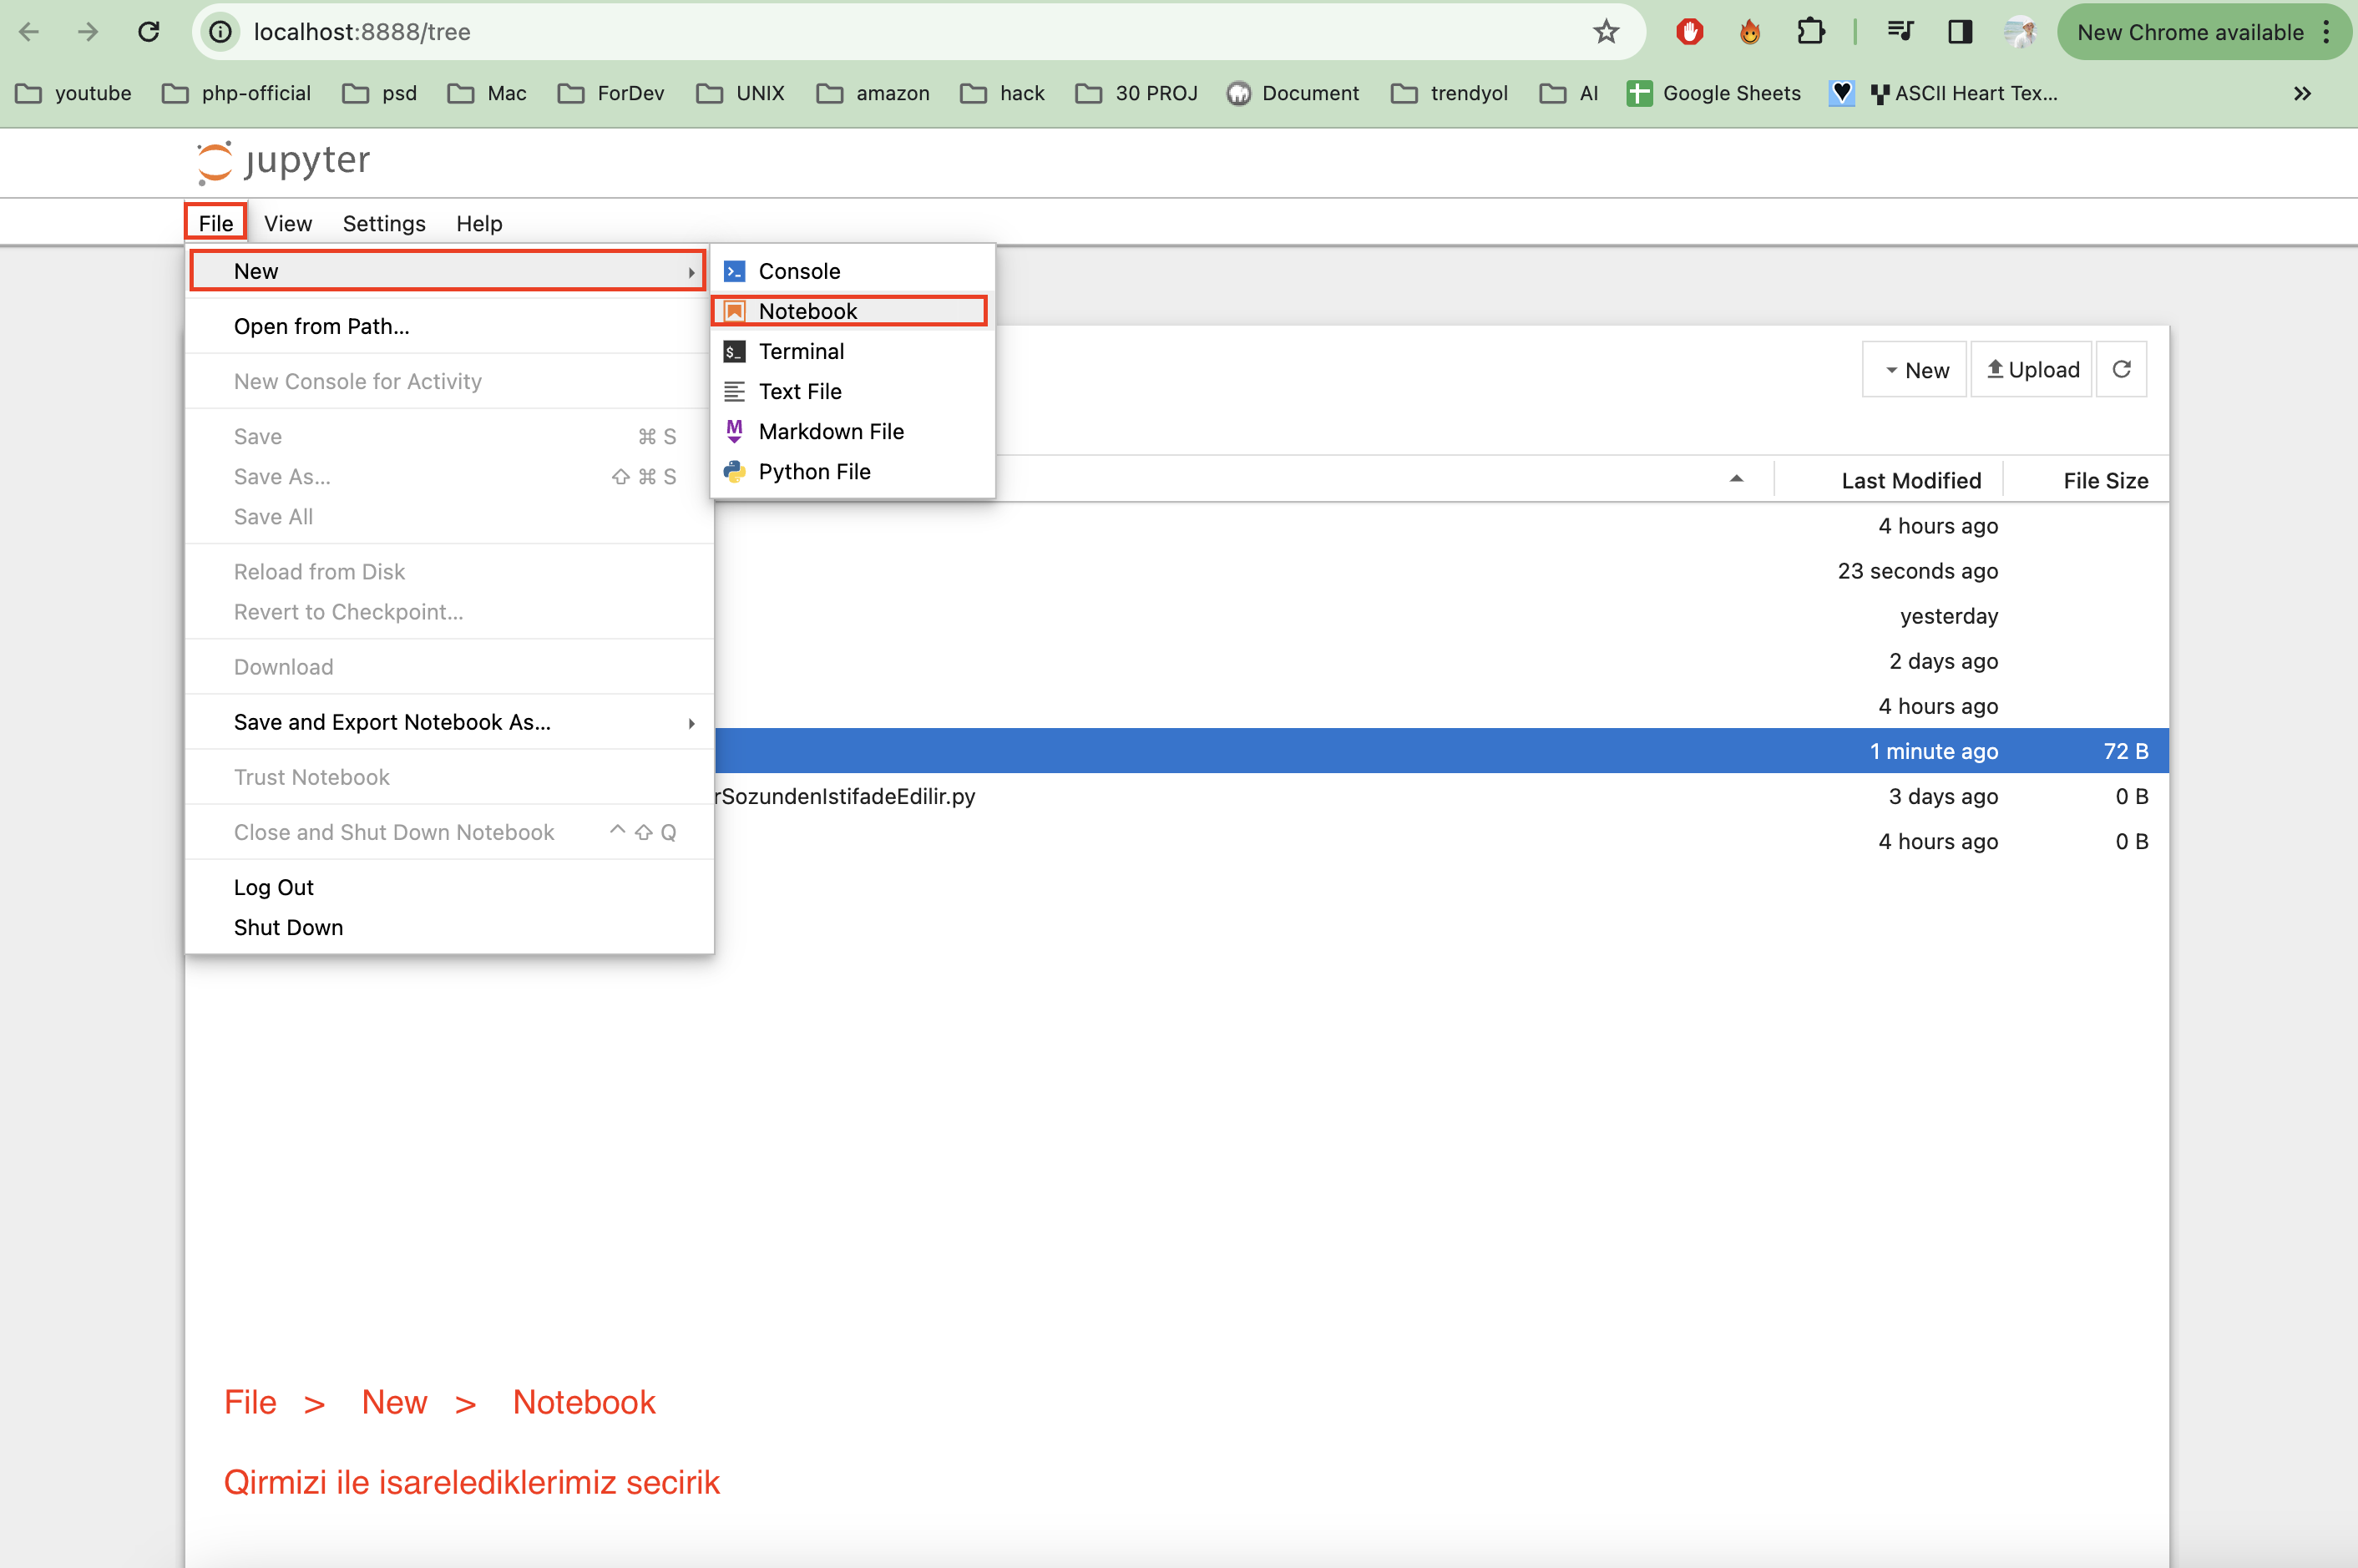 localhost:8888/tree
New Chrome available
youtube php-official psd Mac ForDev UNIX amazon hack 30 PROJ Document trendyol AI Google Sheets ASCII Heart Tex...
jupyter
File View Settings Help
New
Open from Path...
New Console for Activity
Save ⌘ S
Save As... ⇧ ⌘ S
Save All
Reload from Disk
Revert to Checkpoint...
Download
Save and Export Notebook As...
Trust Notebook
Close and Shut Down Notebook ^ ⇧ Q
Log Out
Shut Down
Console
Notebook
Terminal
Text File
Markdown File
Python File
New Upload
Last Modified File Size
4 hours ago
23 seconds ago
yesterday
2 days ago
4 hours ago
1 minute ago 72 B
rSozundenIstifadeEdilir.py 3 days ago 0 B
4 hours ago 0 B
File > New > Notebook
Qirmizi ile isarelediklerimiz secirik